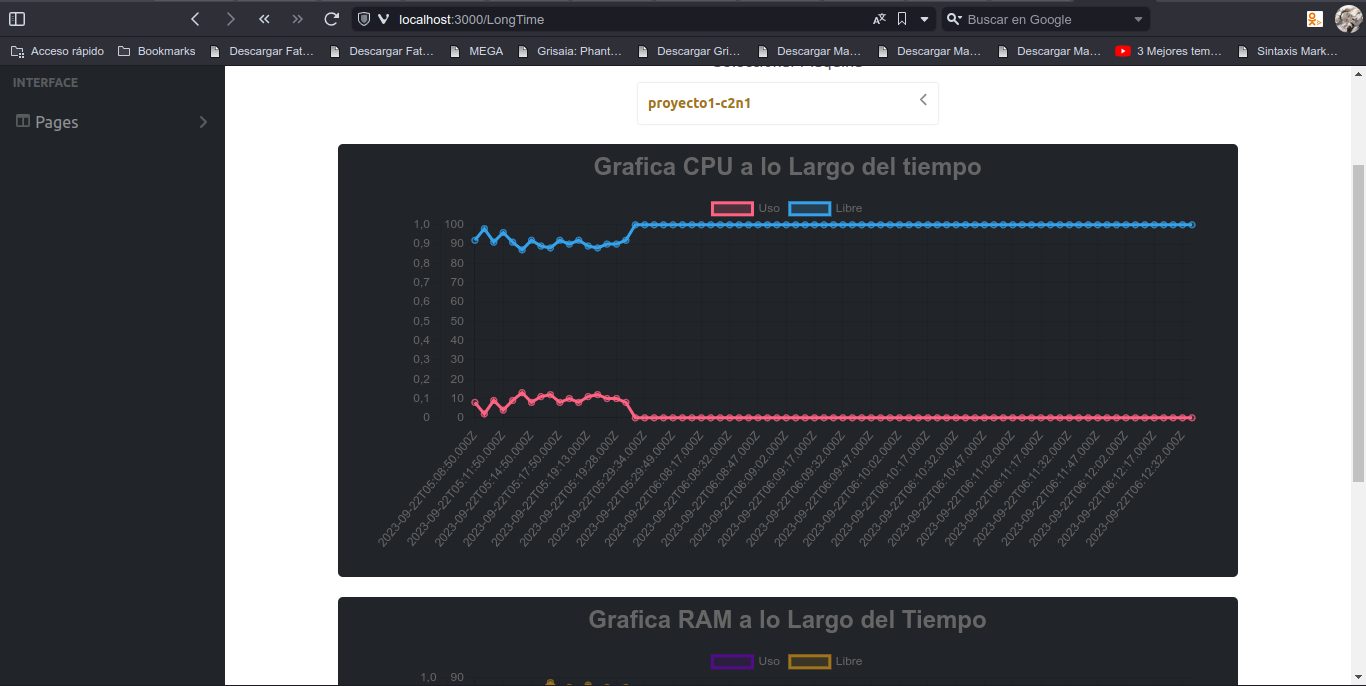 localhost:3000/LongTime
Buscar en Google
Acceso rápido
Bookmarks
Descargar Fat…
Descargar Fat…
MEGA
Grisaia: Phant…
Descargar Gri…
Descargar Ma…
Descargar Ma…
Descargar Ma…
3 Mejores tem…
Sintaxis Mark…
INTERFACE
Pages
proyecto1-c2n1
Grafica CPU a lo Largo del tiempo
Uso Libre
1,0 100
0,9 90
0,8 80
0,7 70
0,6 60
0,5 50
0,4 40
0,3 30
0,2 20
0,1 10
0 0
2023-09-22T05:08:50.000Z
2023-09-22T05:11:50.000Z
2023-09-22T05:14:50.000Z
2023-09-22T05:17:50.000Z
2023-09-22T05:19:13.000Z
2023-09-22T05:19:28.000Z
2023-09-22T05:29:34.000Z
2023-09-22T05:29:49.000Z
2023-09-22T06:08:17.000Z
2023-09-22T06:08:32.000Z
2023-09-22T06:08:47.000Z
2023-09-22T06:09:02.000Z
2023-09-22T06:09:17.000Z
2023-09-22T06:09:32.000Z
2023-09-22T06:09:47.000Z
2023-09-22T06:10:02.000Z
2023-09-22T06:10:17.000Z
2023-09-22T06:10:32.000Z
2023-09-22T06:10:47.000Z
2023-09-22T06:11:02.000Z
2023-09-22T06:11:17.000Z
2023-09-22T06:11:32.000Z
2023-09-22T06:11:47.000Z
2023-09-22T06:12:02.000Z
2023-09-22T06:12:17.000Z
2023-09-22T06:12:32.000Z
Grafica RAM a lo Largo del Tiempo
Uso Libre
1,0 90